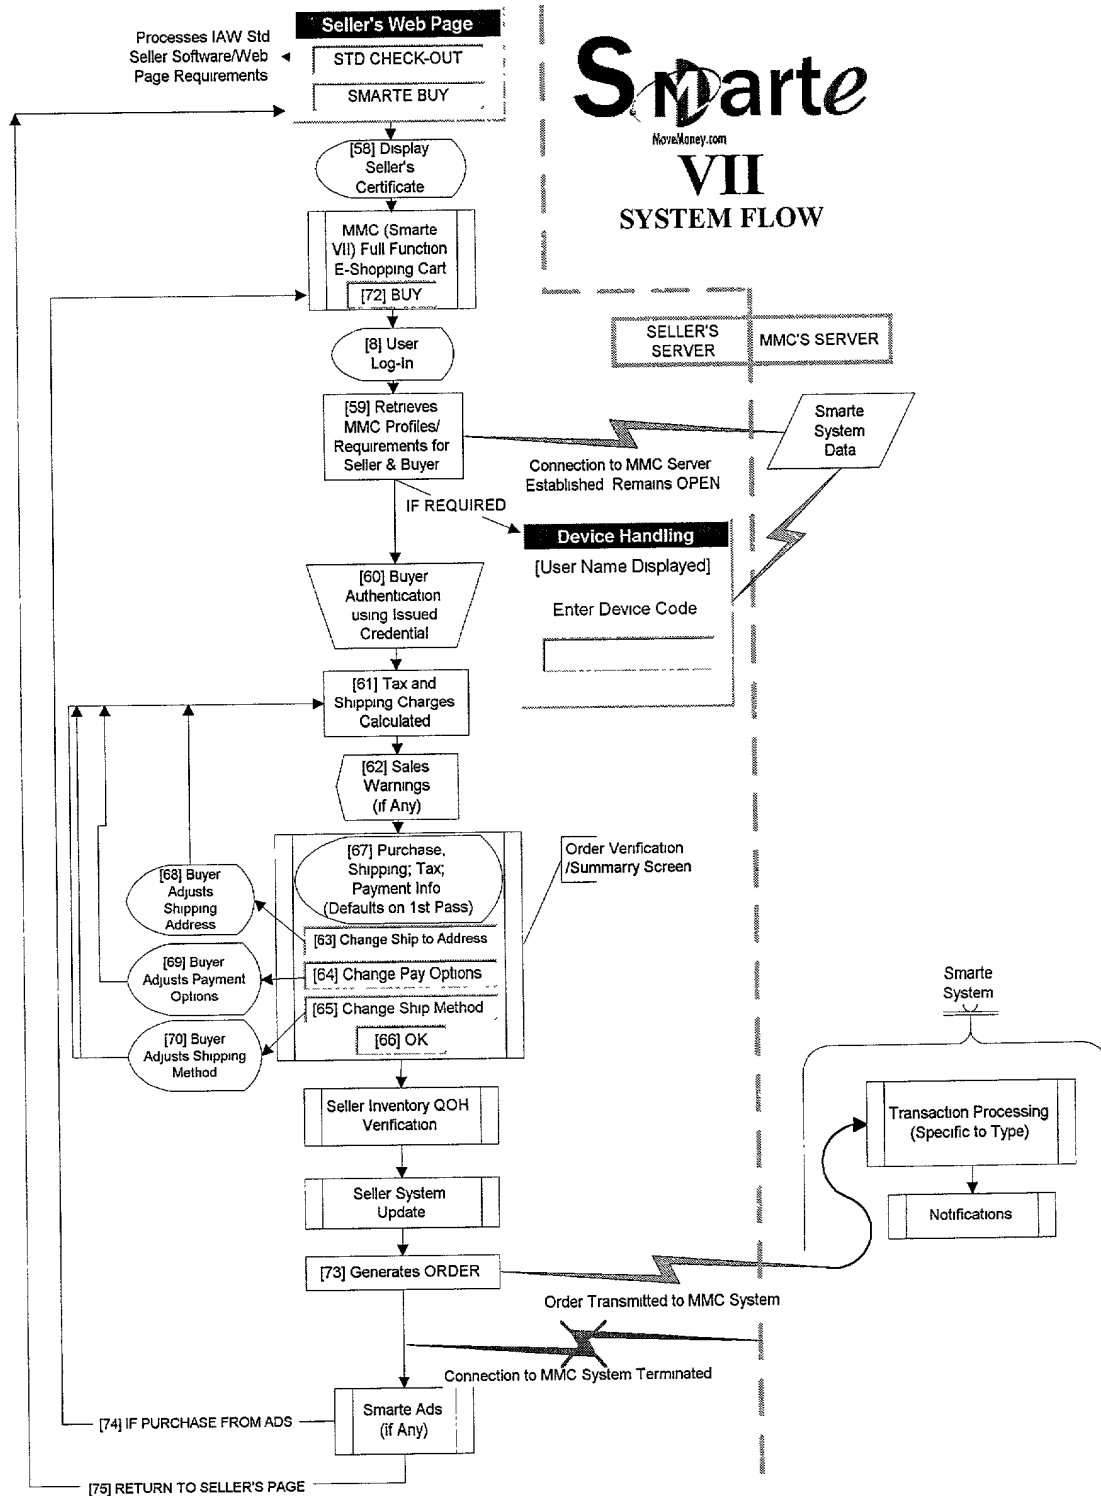 Seller's Web Page
Processes IAW Std
Seller Software/Web
Page Requirements
STD CHECK-OUT
SMARTE BUY
Smarte
MoveMoney.com
VII
SYSTEM FLOW
[58] Display
Seller's
Certificate
MMC (Smarte
VII) Full Function
E-Shopping Cart
[72] BUY
[8] User
Log-In
SELLER'S
SERVER
MMC'S SERVER
[59] Retrieves
MMC Profiles/
Requirements for
Seller & Buyer
Smarte
System
Data
Connection to MMC Server
Established Remains OPEN
IF REQUIRED
Device Handling
[User Name Displayed]
Enter Device Code
[60] Buyer
Authentication
using Issued
Credential
[61] Tax and
Shipping Charges
Calculated
[62] Sales
Warnings
(if Any)
[67] Purchase,
Shipping; Tax;
Payment Info
(Defaults on 1st Pass)
Order Verification
/Summarry Screen
[68] Buyer
Adjusts
Shipping
Address
[63] Change Ship to Address
[69] Buyer
Adjusts Payment
Options
[64] Change Pay Options
[65] Change Ship Method
[70] Buyer
Adjusts Shipping
Method
[66] OK
Smarte
System
Seller Inventory QOH
Verification
Transaction Processing
(Specific to Type)
Seller System
Update
Notifications
[73] Generates ORDER
Order Transmitted to MMC System
Connection to MMC System Terminated
Smarte Ads
(if Any)
[74] IF PURCHASE FROM ADS
[75] RETURN TO SELLER'S PAGE